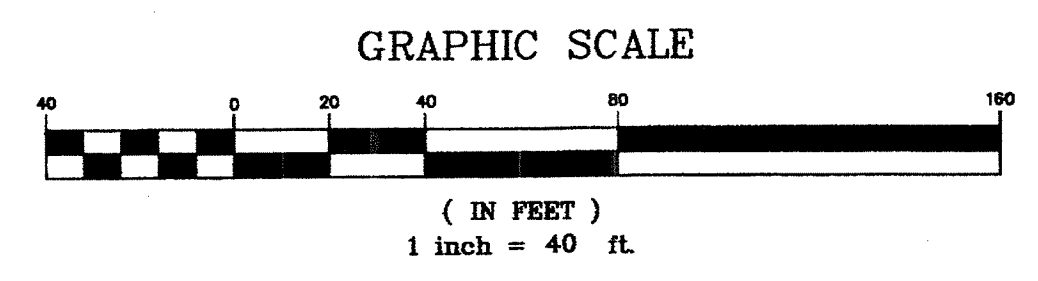 GRAPHIC SCALE
40 0 20 40 80 160
( IN FEET )
1 inch = 40 ft.